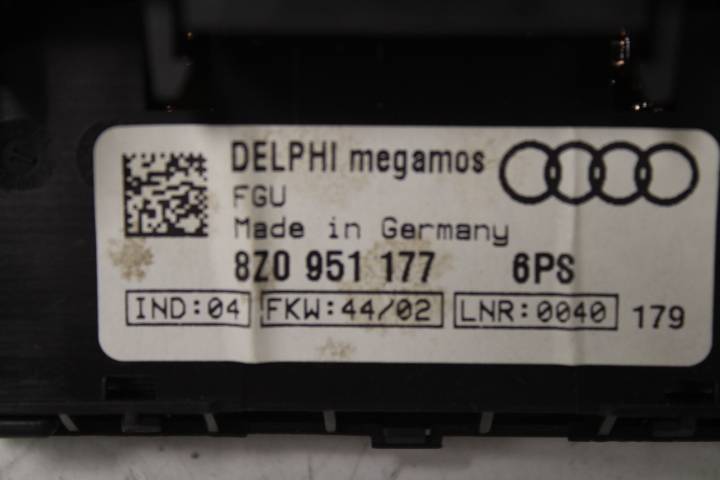 DELPHI megamos
FGU
Made in Germany
8Z0 951 177 6PS
IND:04 FKW:44/02 LNR:0040 179